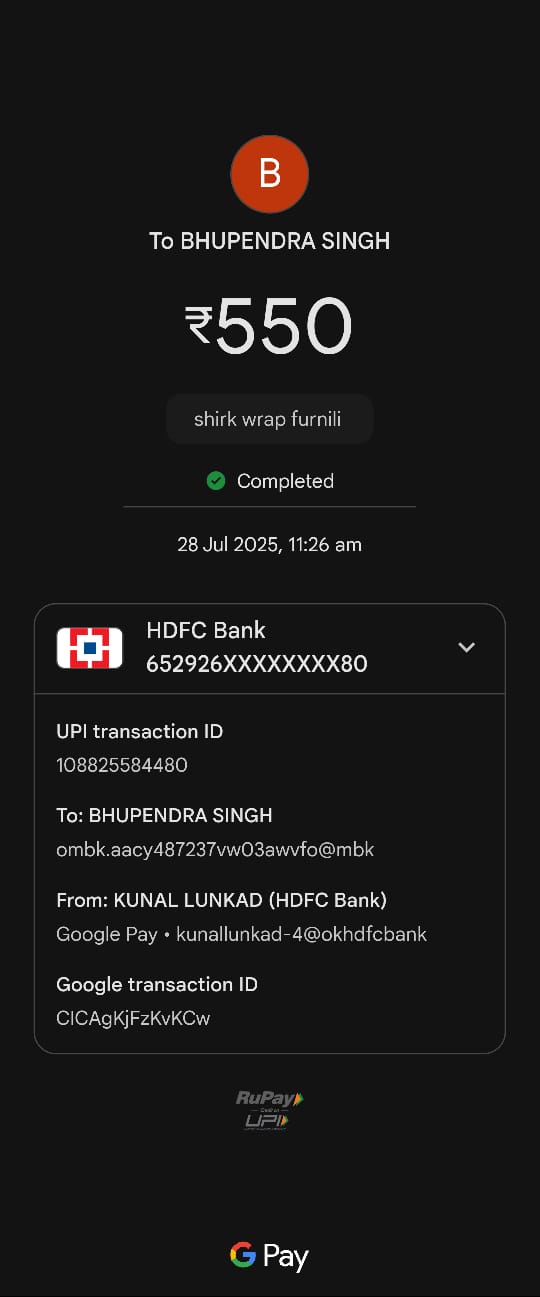 B
To BHUPENDRA SINGH
₹550
shirk wrap furnili
Completed
28 Jul 2025, 11:26 am
HDFC Bank
652926XXXXXXXX80
UPI transaction ID
108825584480
To: BHUPENDRA SINGH
ombk.aacy487237vw03awvfo@mbk
From: KUNAL LUNKAD (HDFC Bank)
Google Pay • kunallunkad-4@okhdfcbank
Google transaction ID
CICAgKjFzKvKCw
RuPay
UPI
G Pay